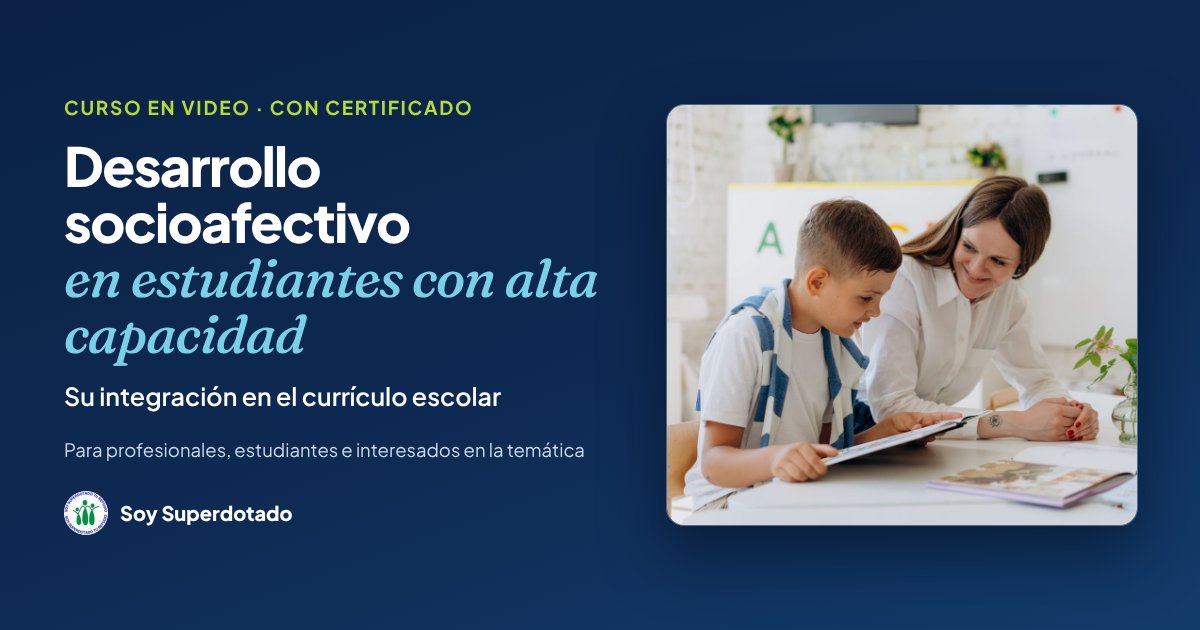 CURSO EN VIDEO · CON CERTIFICADO
Desarrollo
socioafectivo
en estudiantes con alta
capacidad
Su integración en el currículo escolar
Para profesionales, estudiantes e interesados en la temática
Soy Superdotado
A